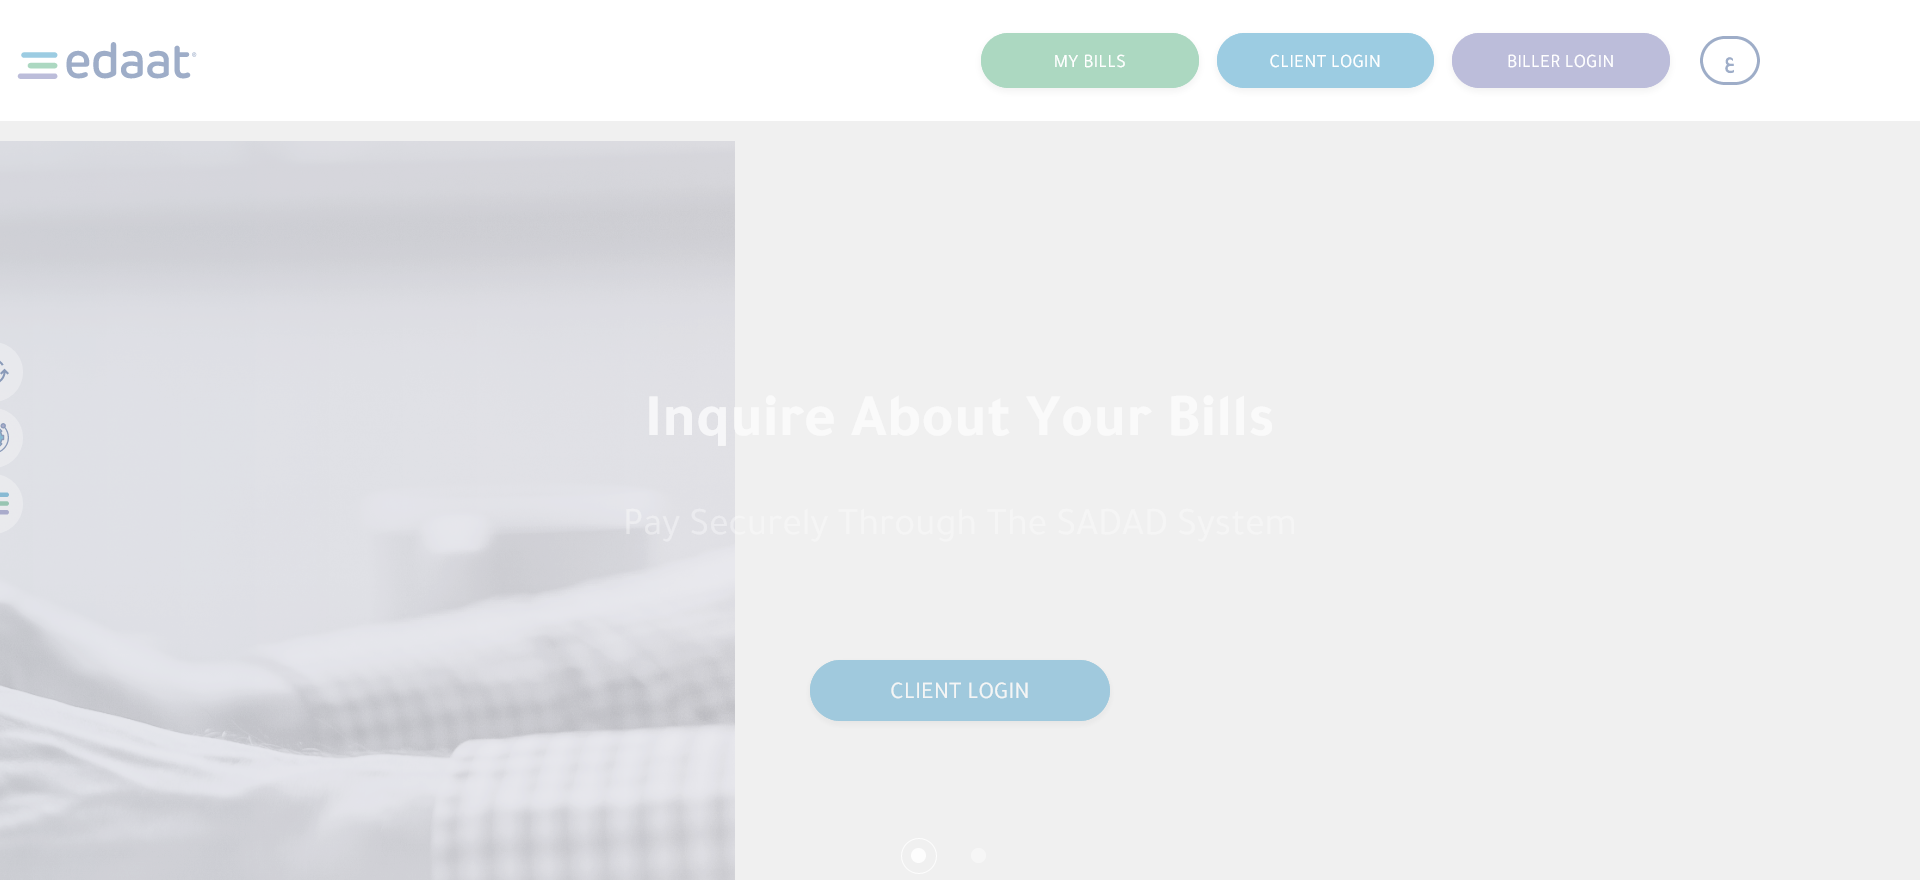 edaat
MY BILLS
CLIENT LOGIN
BILLER LOGIN
ع
Inquire About Your Bills
Pay Securely Through The SADAD System
CLIENT LOGIN